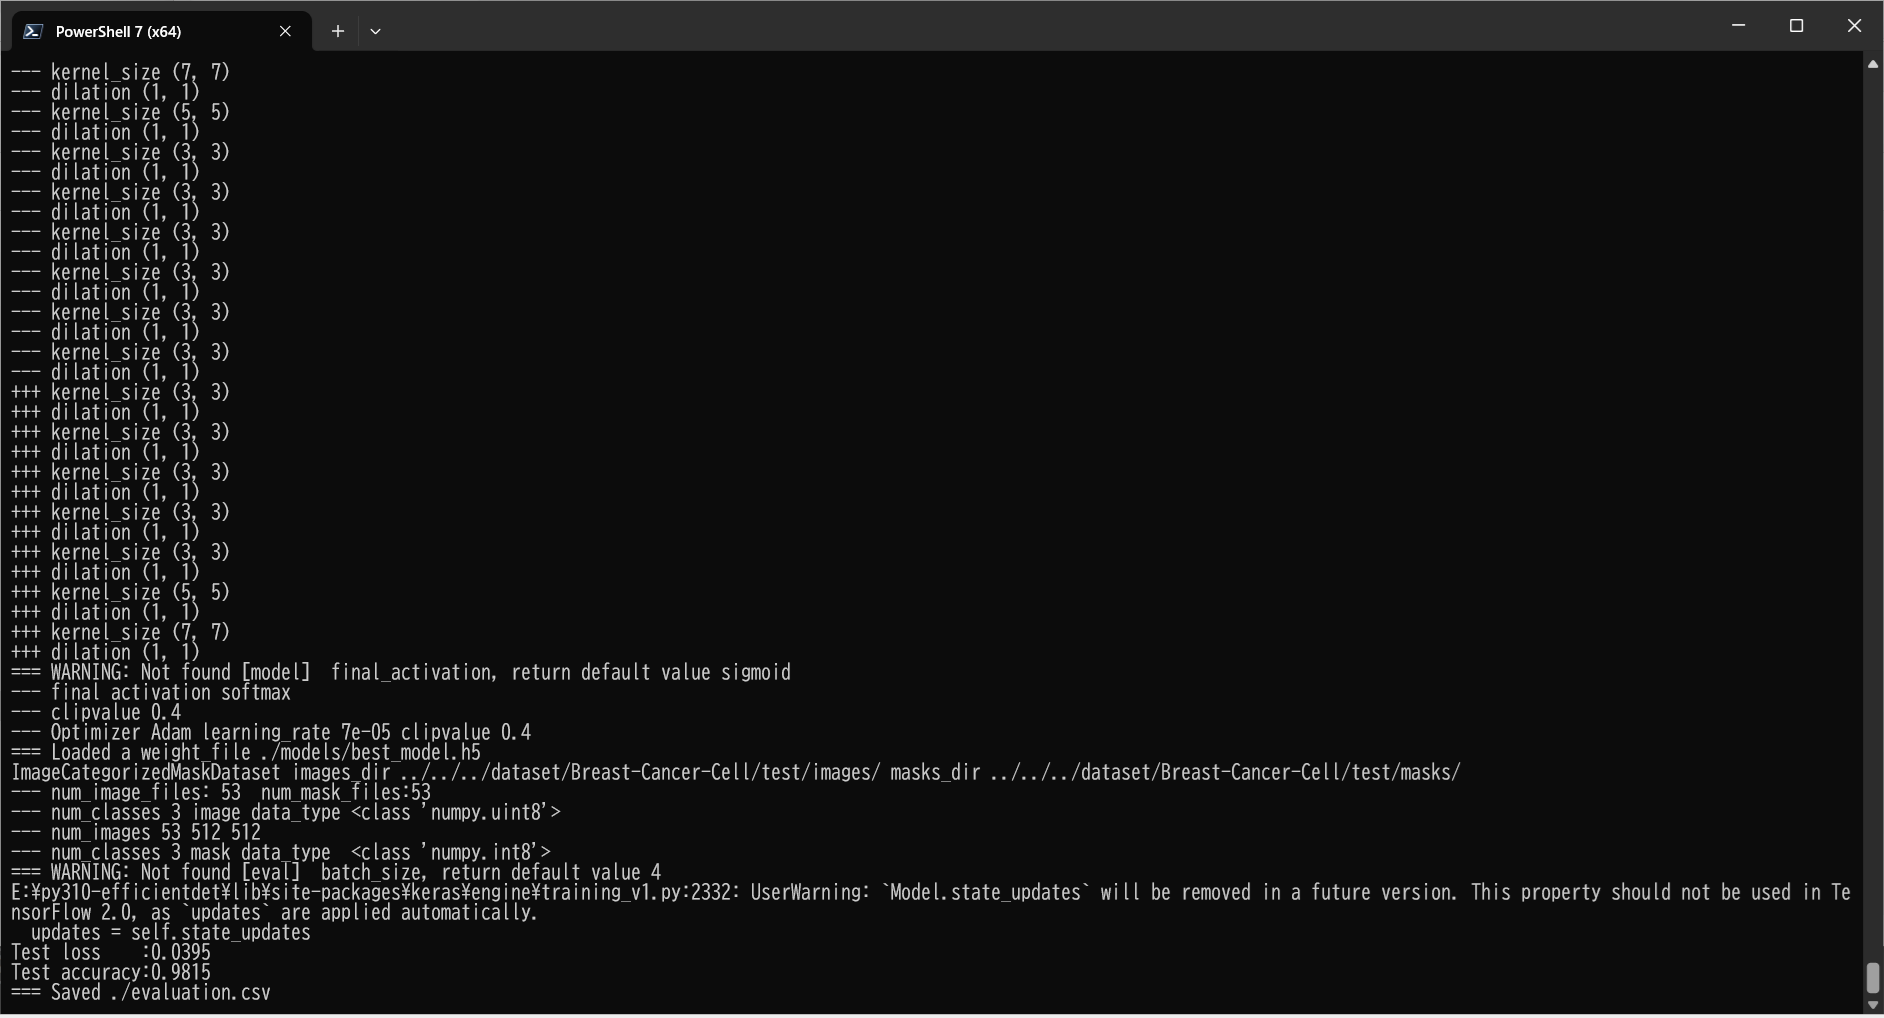 PowerShell 7 (x64)
--- kernel_size (7, 7)
--- dilation (1, 1)
--- kernel_size (5, 5)
--- dilation (1, 1)
--- kernel_size (3, 3)
--- dilation (1, 1)
--- kernel_size (3, 3)
--- dilation (1, 1)
--- kernel_size (3, 3)
--- dilation (1, 1)
--- kernel_size (3, 3)
--- dilation (1, 1)
--- kernel_size (3, 3)
--- dilation (1, 1)
--- kernel_size (3, 3)
--- dilation (1, 1)
+++ kernel_size (3, 3)
+++ dilation (1, 1)
+++ kernel_size (3, 3)
+++ dilation (1, 1)
+++ kernel_size (3, 3)
+++ dilation (1, 1)
+++ kernel_size (3, 3)
+++ dilation (1, 1)
+++ kernel_size (3, 3)
+++ dilation (1, 1)
+++ kernel_size (5, 5)
+++ dilation (1, 1)
+++ kernel_size (7, 7)
+++ dilation (1, 1)
=== WARNING: Not found [model]  final_activation, return default value sigmoid
--- final activation softmax
--- clipvalue 0.4
--- Optimizer Adam learning_rate 7e-05 clipvalue 0.4
=== Loaded a weight_file ./models/best_model.h5
ImageCategorizedMaskDataset images_dir ../../../dataset/Breast-Cancer-Cell/test/images/ masks_dir ../../../dataset/Breast-Cancer-Cell/test/masks/
--- num_image_files: 53  num_mask_files:53
--- num_classes 3 image data_type <class 'numpy.uint8'>
--- num_images 53 512 512
--- num_classes 3 mask data_type  <class 'numpy.int8'>
=== WARNING: Not found [eval]  batch_size, return default value 4
E:¥py310-efficientdet¥lib¥site-packages¥keras¥engine¥training_v1.py:2332: UserWarning: `Model.state_updates` will be removed in a future version. This property should not be used in Te
nsorFlow 2.0, as `updates` are applied automatically.
  updates = self.state_updates
Test loss    :0.0395
Test accuracy:0.9815
=== Saved ./evaluation.csv